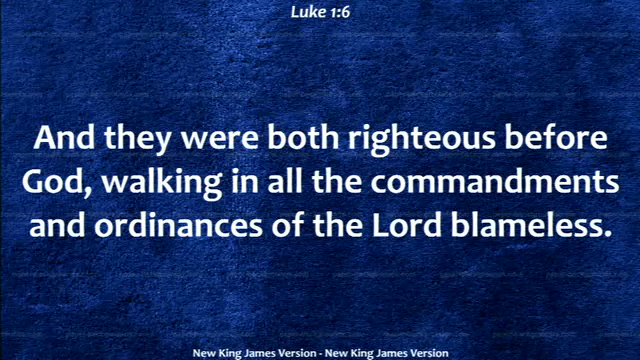 Luke 1:6
And they were both righteous before
God, walking in all the commandments
and ordinances of the Lord blameless.
New King James Version - New King James Version